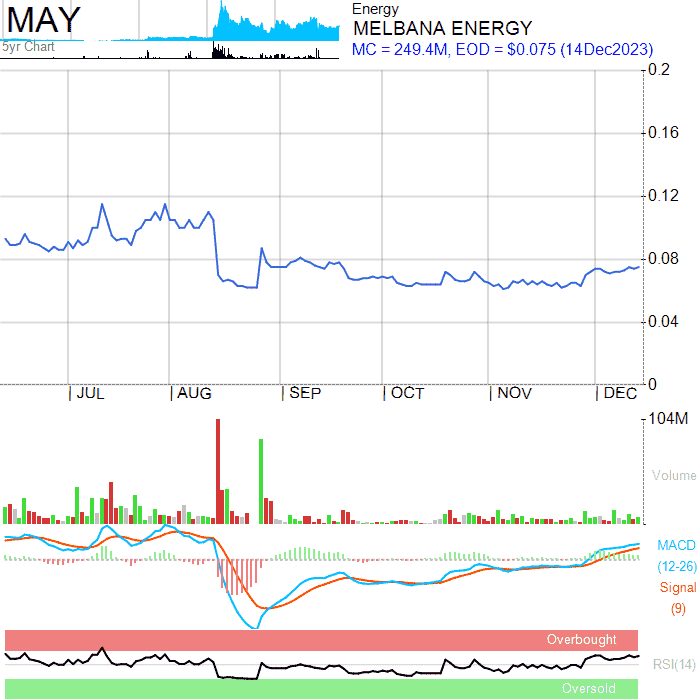 MAY
5yr Chart
Energy
MELBANA ENERGY
MC = 249.4M, EOD = $0.075 (14Dec2023)
0.2
0.16
0.12
0.08
0.04
0
| JUL | AUG | SEP | OCT | NOV | DEC
104M
Volume
MACD
(12-26)
Signal
(9)
Overbought
RSI(14)
Oversold